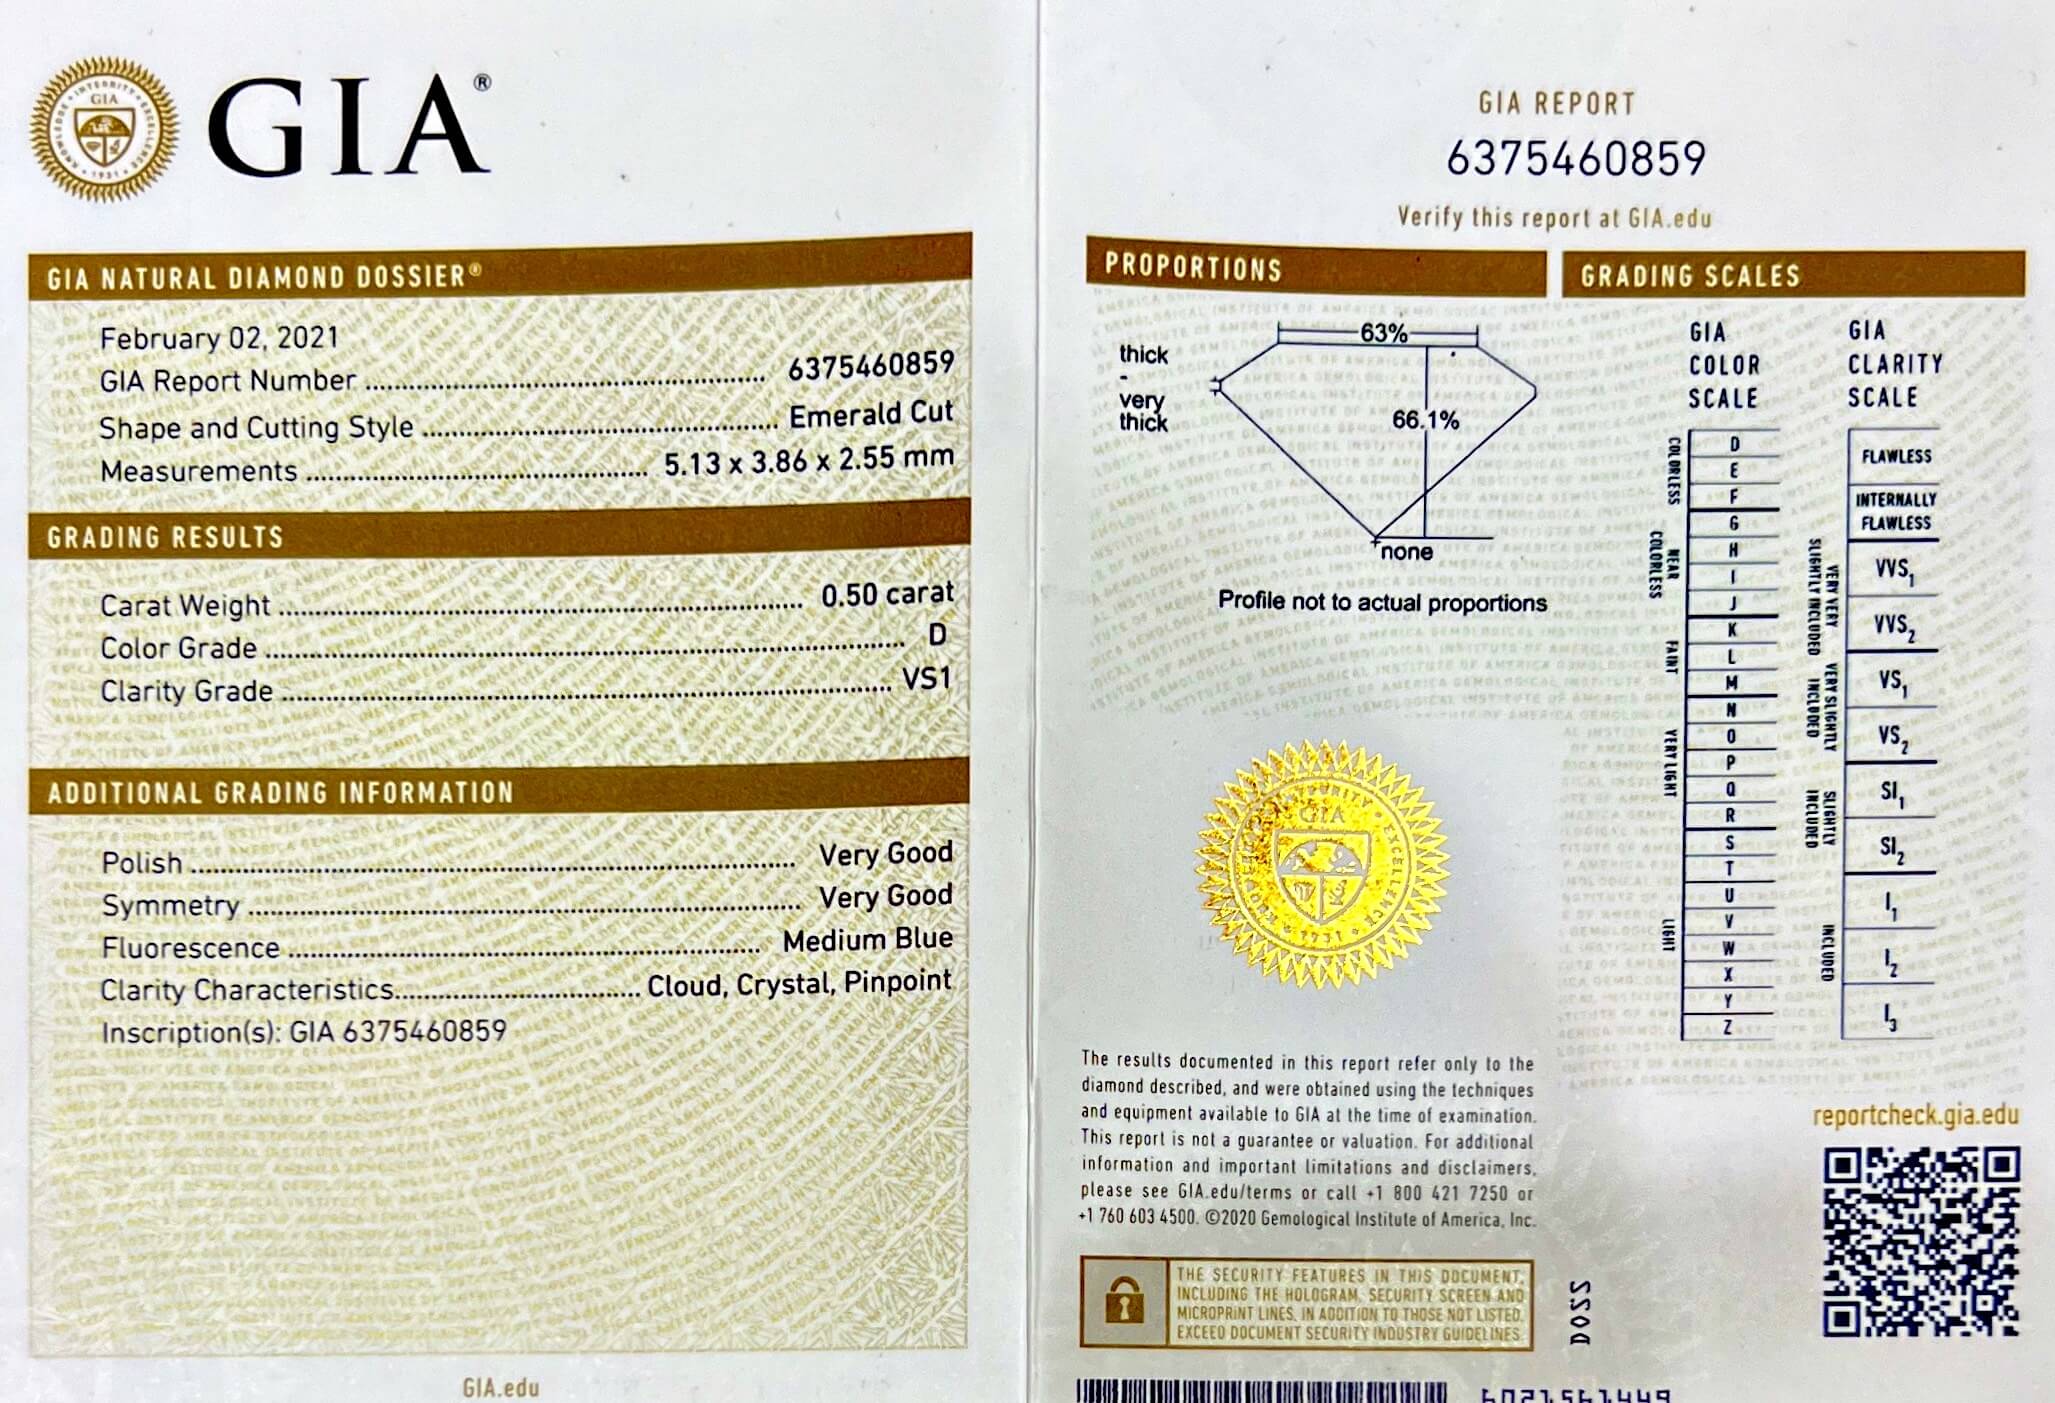 GIA®
GIA NATURAL DIAMOND DOSSIER®
February 02, 2021
GIA Report Number 6375460859
Shape and Cutting Style Emerald Cut
Measurements 5.13 x 3.86 x 2.55 mm
GRADING RESULTS
Carat Weight 0.50 carat
Color Grade D
Clarity Grade VS1
ADDITIONAL GRADING INFORMATION
Polish Very Good
Symmetry Very Good
Fluorescence Medium Blue
Clarity Characteristics Cloud, Crystal, Pinpoint
Inscription(s): GIA 6375460859
GIA.edu
GIA REPORT
6375460859
Verify this report at GIA.edu
PROPORTIONS
63%
thick
-
very
thick
66.1%
none
Profile not to actual proportions
GIA
EXCELLENCE
1931
The results documented in this report refer only to the
diamond described, and were obtained using the techniques
and equipment available to GIA at the time of examination.
This report is not a guarantee or valuation. For additional
information and important limitations and disclaimers,
please see GIA.edu/terms or call +1 800 421 7250 or
+1 760 603 4500. ©2020 Gemological Institute of America, Inc.
THE SECURITY FEATURES IN THIS DOCUMENT,
INCLUDING THE HOLOGRAM, SECURITY SCREEN AND
MICROPRINT LINES, IN ADDITION TO THOSE NOT LISTED,
EXCEED DOCUMENT SECURITY INDUSTRY GUIDELINES.
GRADING SCALES
GIA
COLOR
SCALE
COLORLESS
D
E
F
NEAR
COLORLESS
G
H
I
J
FAINT
K
L
M
VERY LIGHT
N
O
P
Q
R
LIGHT
S
T
U
V
W
X
Y
Z
GIA
CLARITY
SCALE
FLAWLESS
INTERNALLY
FLAWLESS
VERY VERY
SLIGHTLY INCLUDED
VVS1
VVS2
VERY SLIGHTLY
INCLUDED
VS1
VS2
SLIGHTLY
INCLUDED
SI1
SI2
INCLUDED
I1
I2
I3
reportcheck.gia.edu